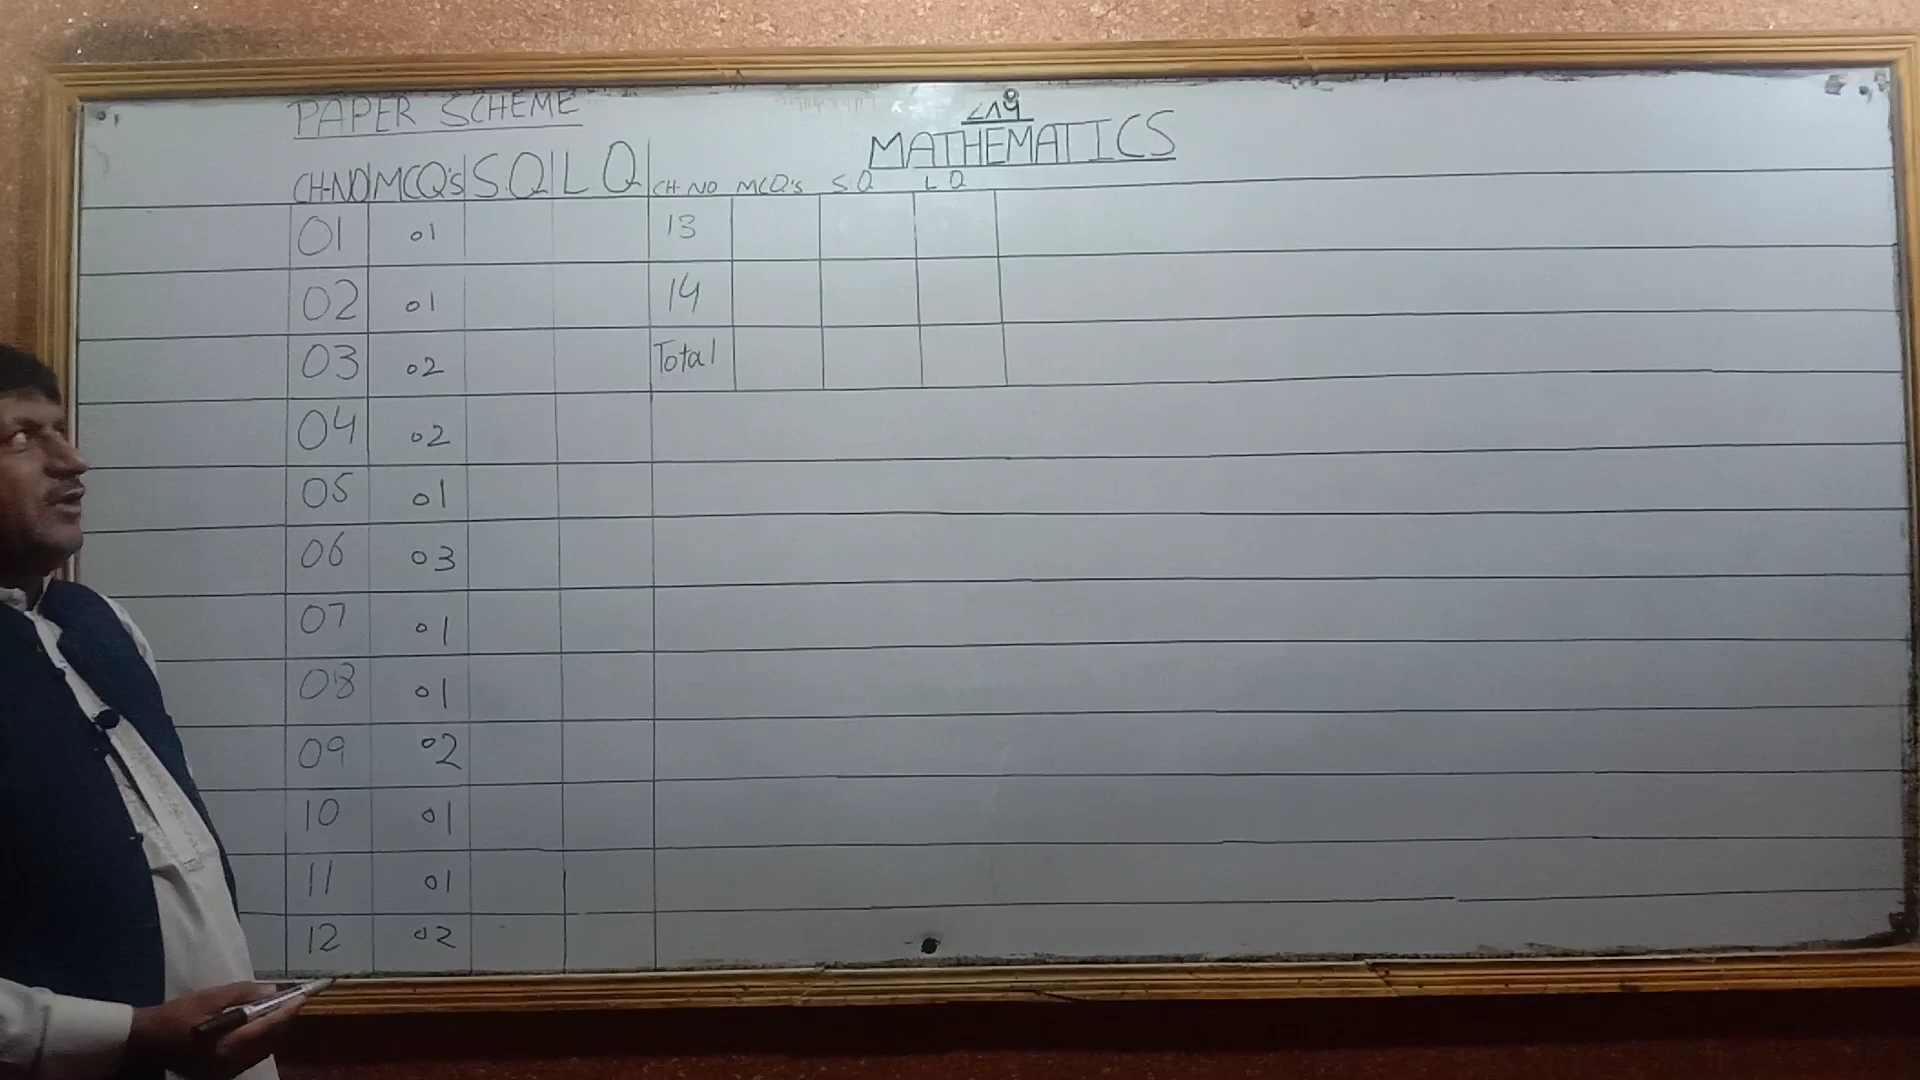 PAPER SCHEME
MATHEMATICS
CH-NO MCQ's SQ LQ CH-NO MCQ's SQ LQ
01 01 13
02 01 14
03 02 Total
04 02
05 01
06 03
07 01
08 01
09 02
10 01
11 01
12 02